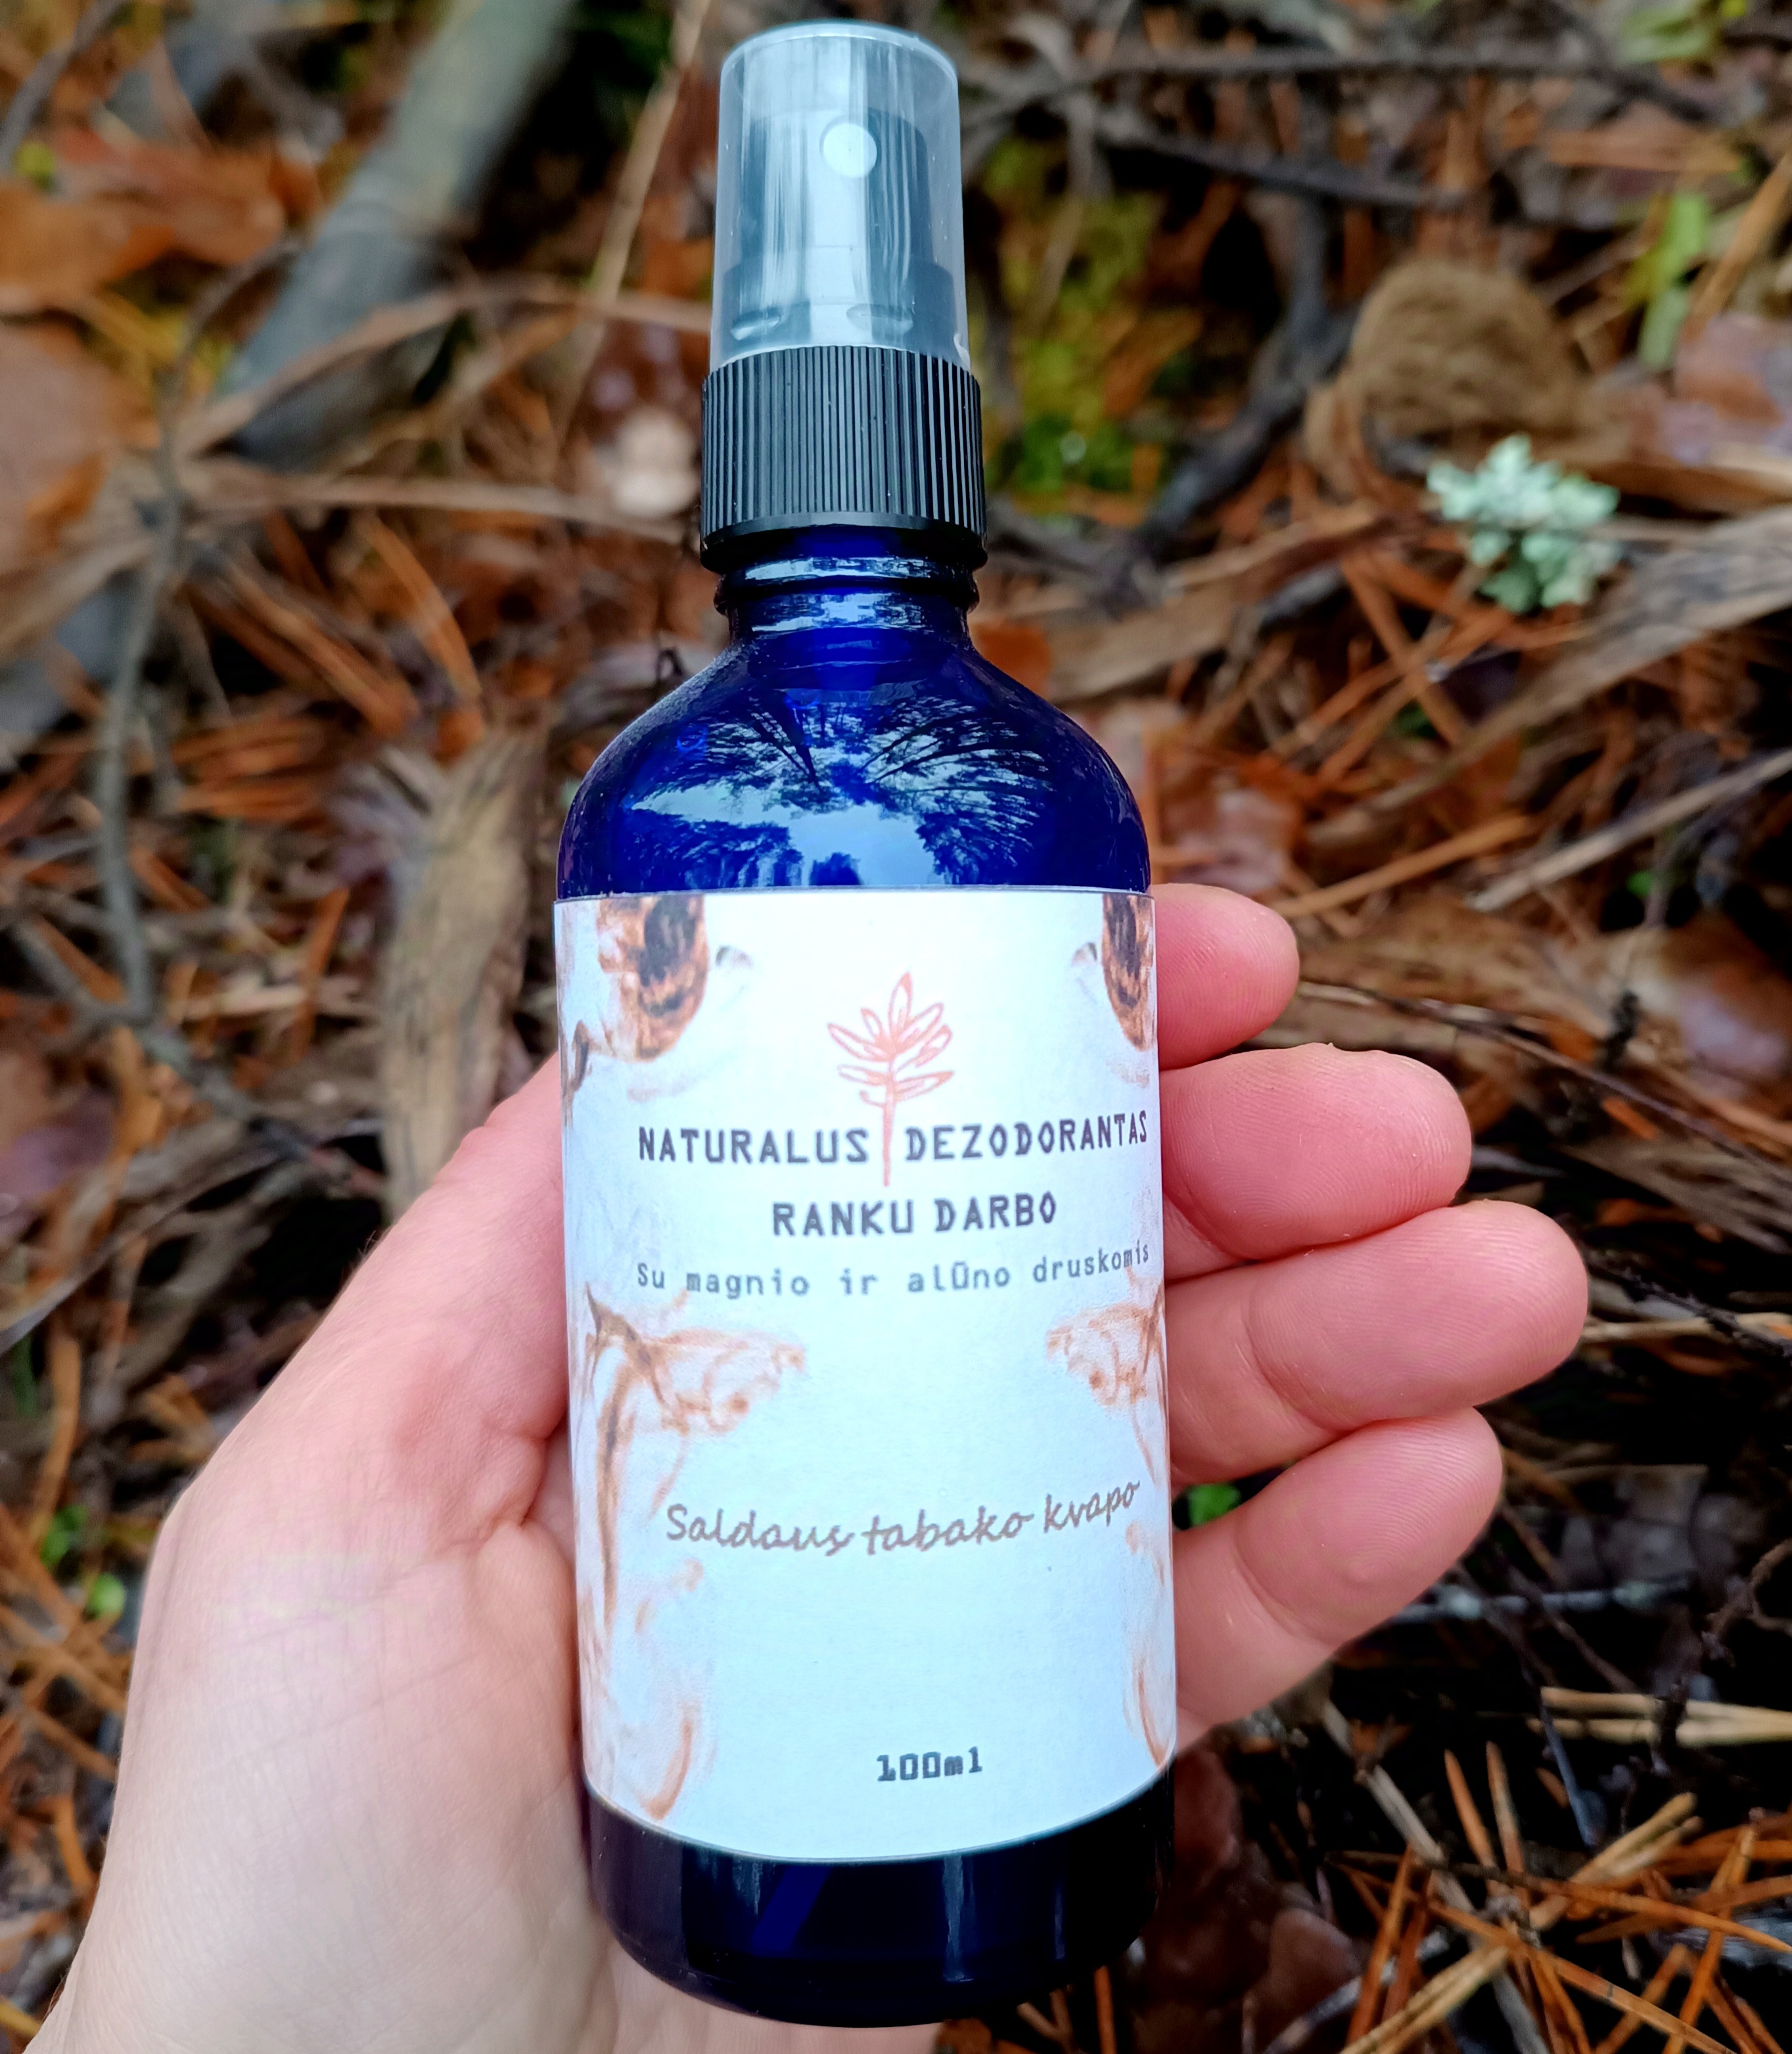 NATURALUS DEZODORANTAS
RANKU DARBO
Su magnio ir alūno druskomis
Saldaus tabako kvapo
100ml